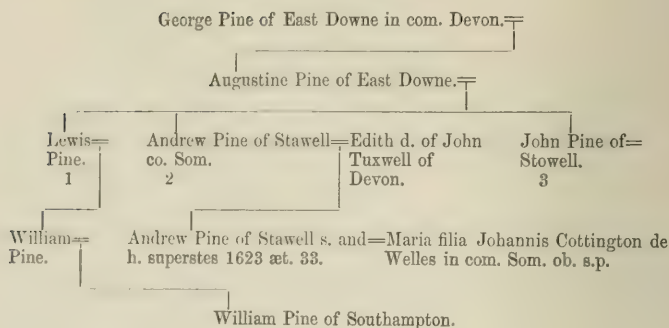 George Pine of East Downe in com. Devon.=
Augustine Pine of East Downe.=
Lewis=
Pine.
1
Andrew Pine of Stawell=Edith d. of John
co. Som.
2
Tuxwell of
Devon.
John Pine of=
Stowell.
3
William=
Pine.
Andrew Pine of Stawell s. and=Maria filia Johannis Cottington de
h. superstes 1623 æt. 33.
Welles in com. Som. ob. s.p.
William Pine of Southampton.